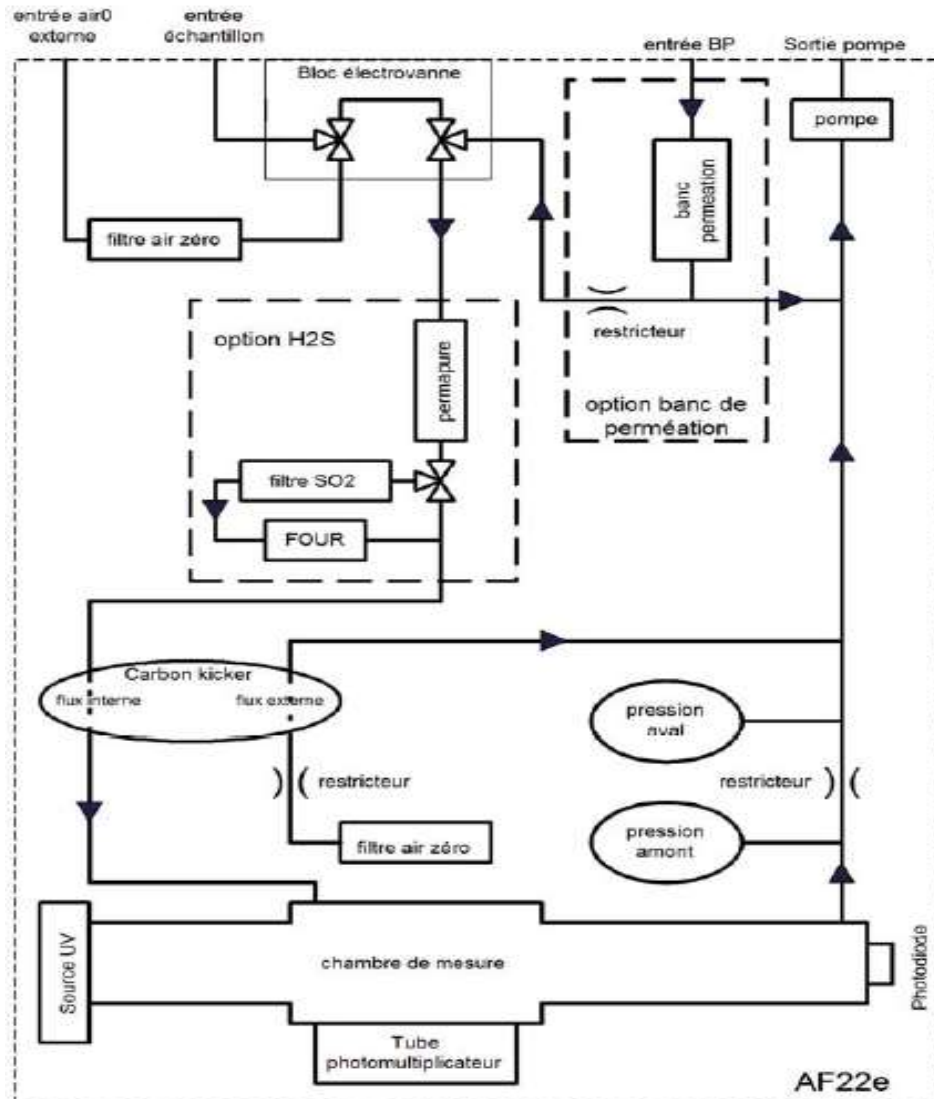 entrée air0
externe
entrée
échantillon
entrée BP
Sortie pompe
Bloc électrovanne
pompe
banc
perméation
filtre air zéro
restricteur
option H2S
permapure
option banc de
perméation
filtre SO2
FOUR
Carbon kicker
flux interne
flux externe
pression
aval
restricteur
restricteur
filtre air zéro
pression
amont
Source UV
chambre de mesure
Photodiode
Tube
photomultiplicateur
AF22e